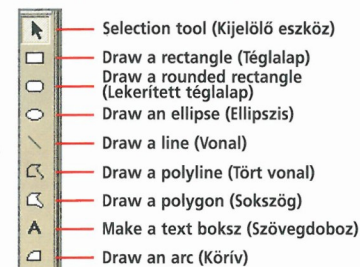 Selection tool (Kijelölő eszköz)
Draw a rectangle (Téglalap)
Draw a rounded rectangle
(Lekerített téglalap)
Draw an ellipse (Ellipszis)
Draw a line (Vonal)
Draw a polyline (Tört vonal)
Draw a polygon (Sokszög)
A Make a text boksz (Szövegdoboz)
Draw an arc (Körív)